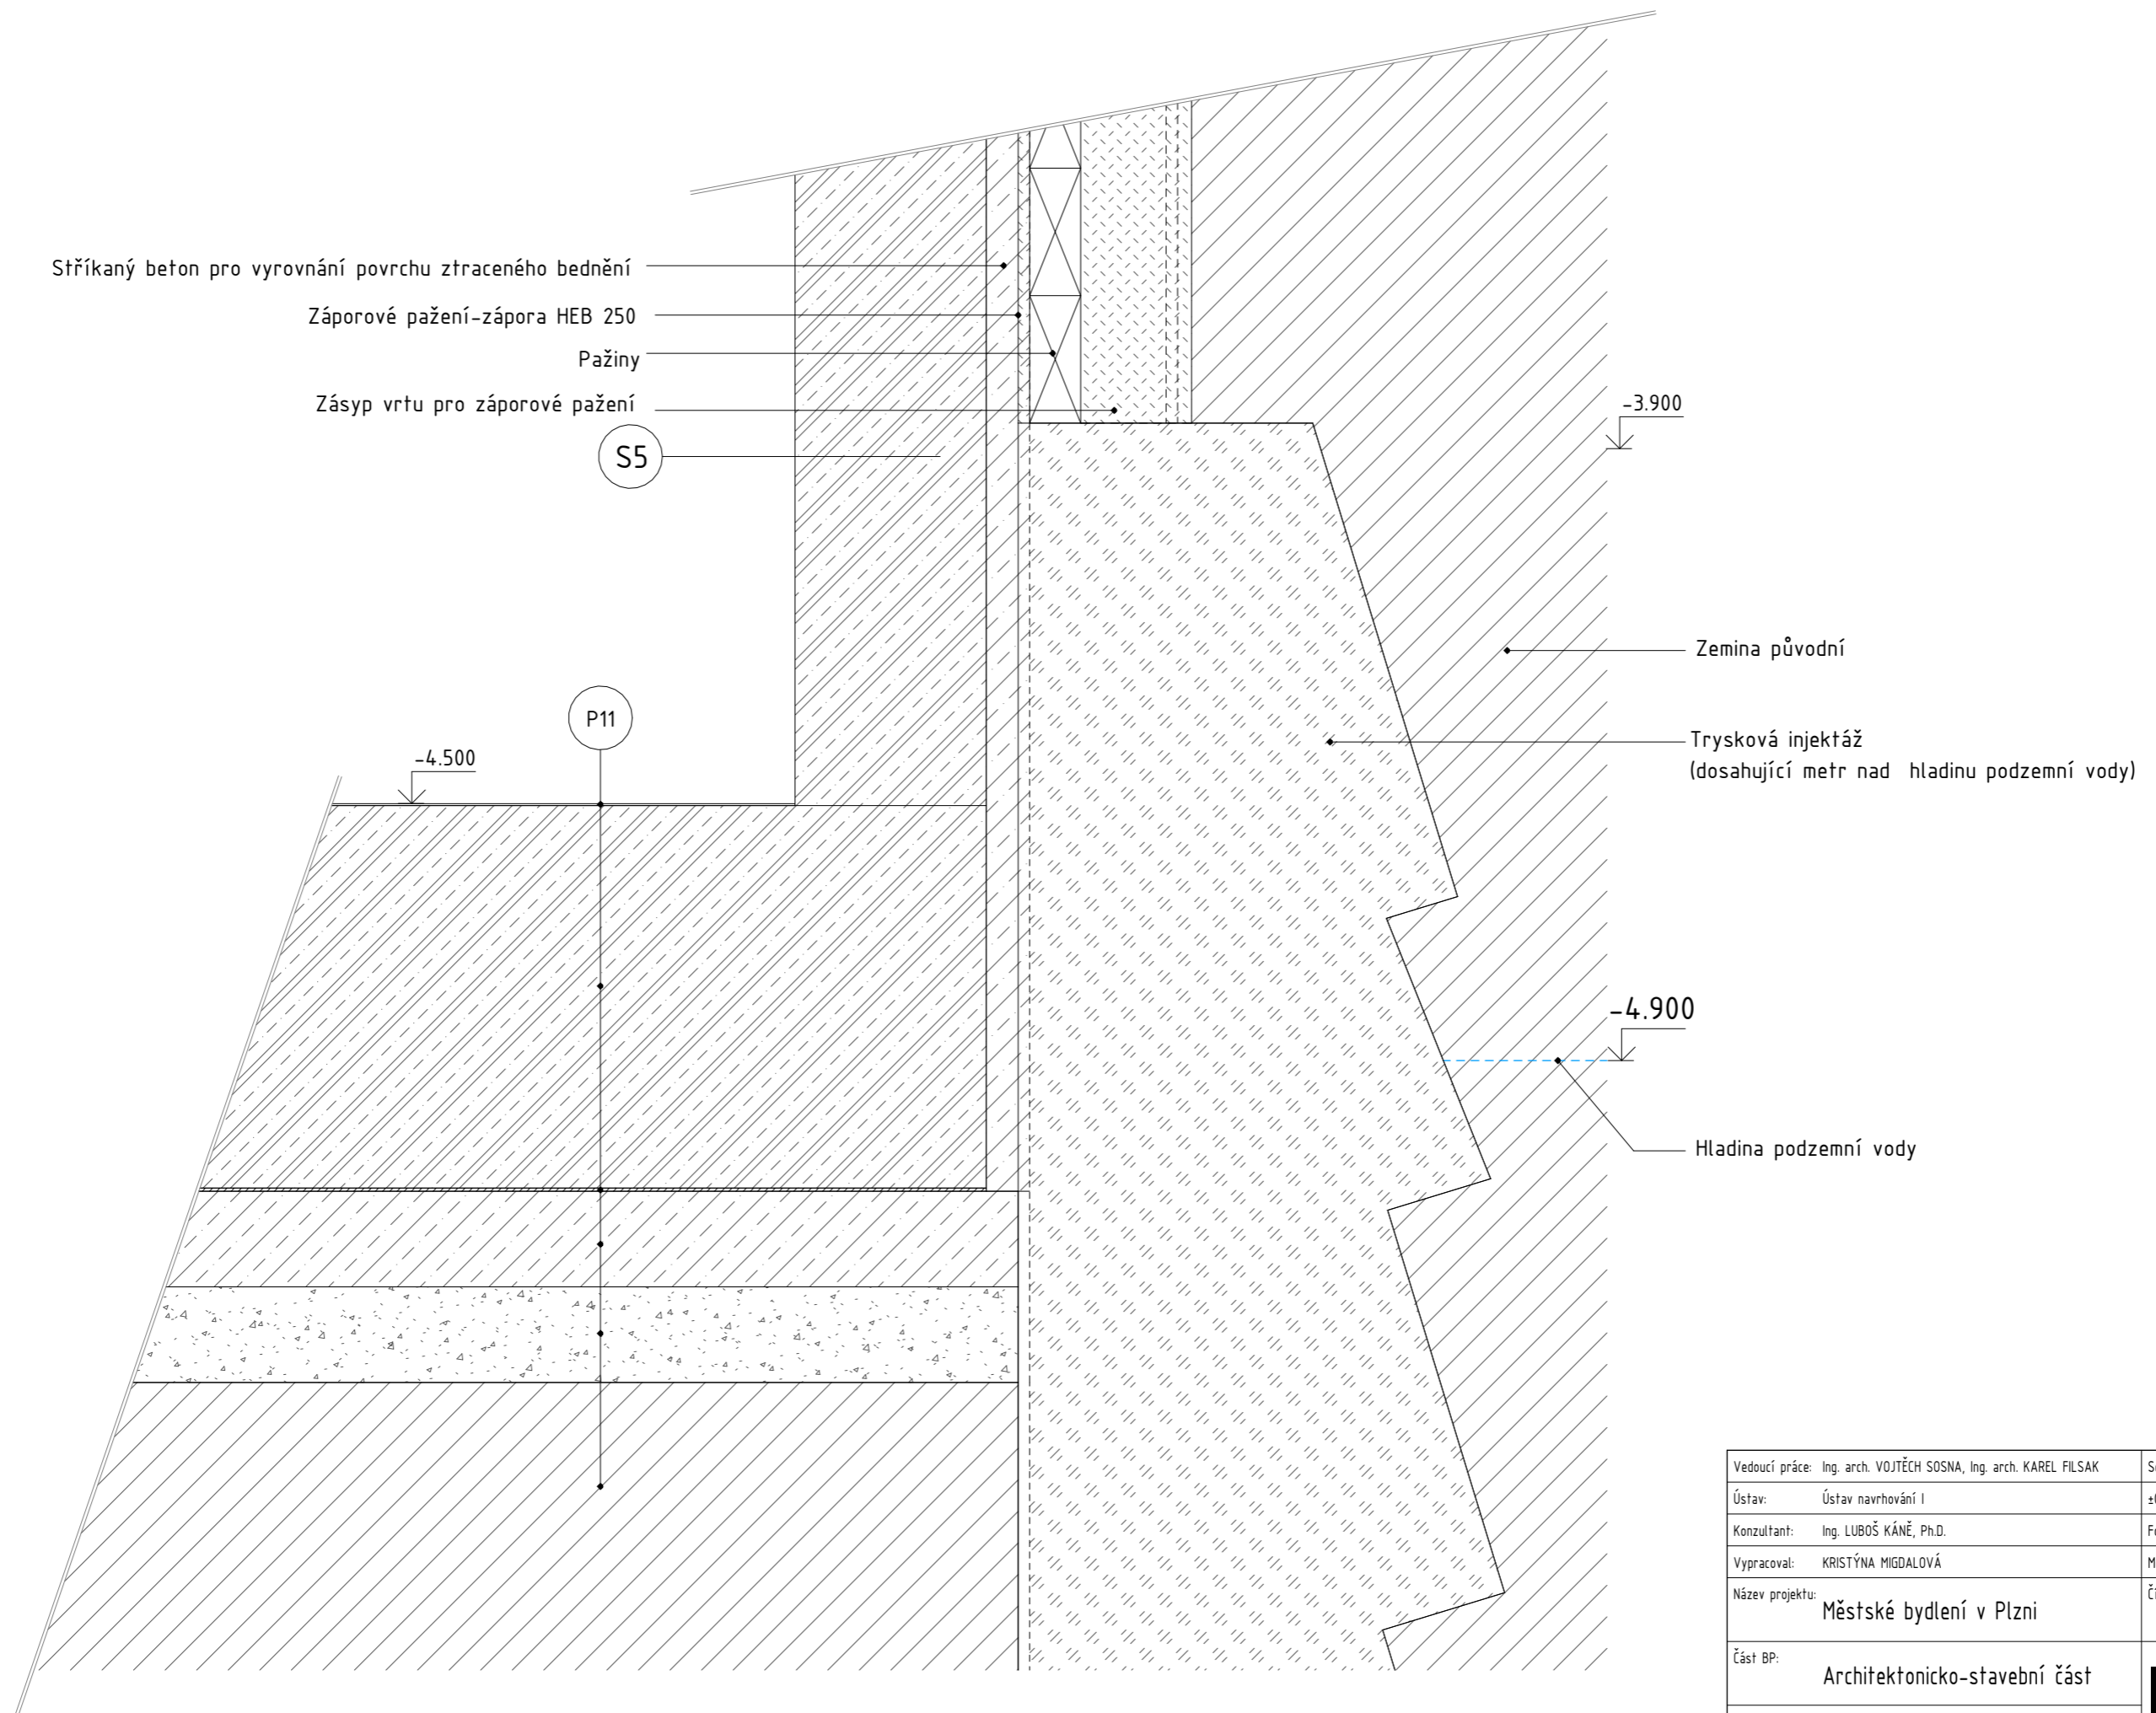 Stříkaný beton pro vyrovnání povrchu ztraceného bednění
Záporové pažení-zápora HEB 250
Pažiny
Zásyp vrtu pro záporové pažení
S5
-3.900
Zemina původní
P11
-4.500
Trysková injektáž
(dosahující metr nad hladinu podzemní vody)
-4.900
Hladina podzemní vody
Vedoucí práce: Ing. arch. VOJTĚCH SOSNA, Ing. arch. KAREL FILSAK
Ústav: Ústav navrhování I
Konzultant: Ing. LUBOŠ KÁNĚ, Ph.D.
Vypracoval: KRISTÝNA MIGDALOVÁ
Název projektu: Městské bydlení v Plzni
Část BP: Architektonicko-stavební část